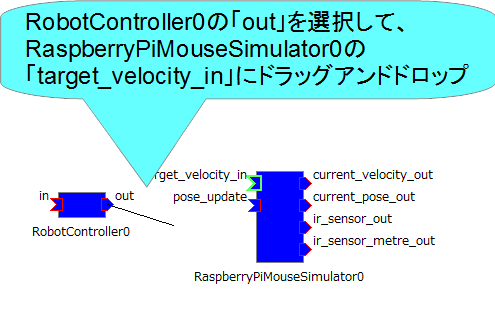 RobotController0の「out」を選択して、
RaspberryPiMouseSimulator0の
「target_velocity_in」にドラッグアンドドロップ
rget_velocity_in
current_velocity_out
in
out
pose_update
current_pose_out
ir_sensor_out
RobotController0
ir_sensor_metre_out
RaspberryPiMouseSimulator0